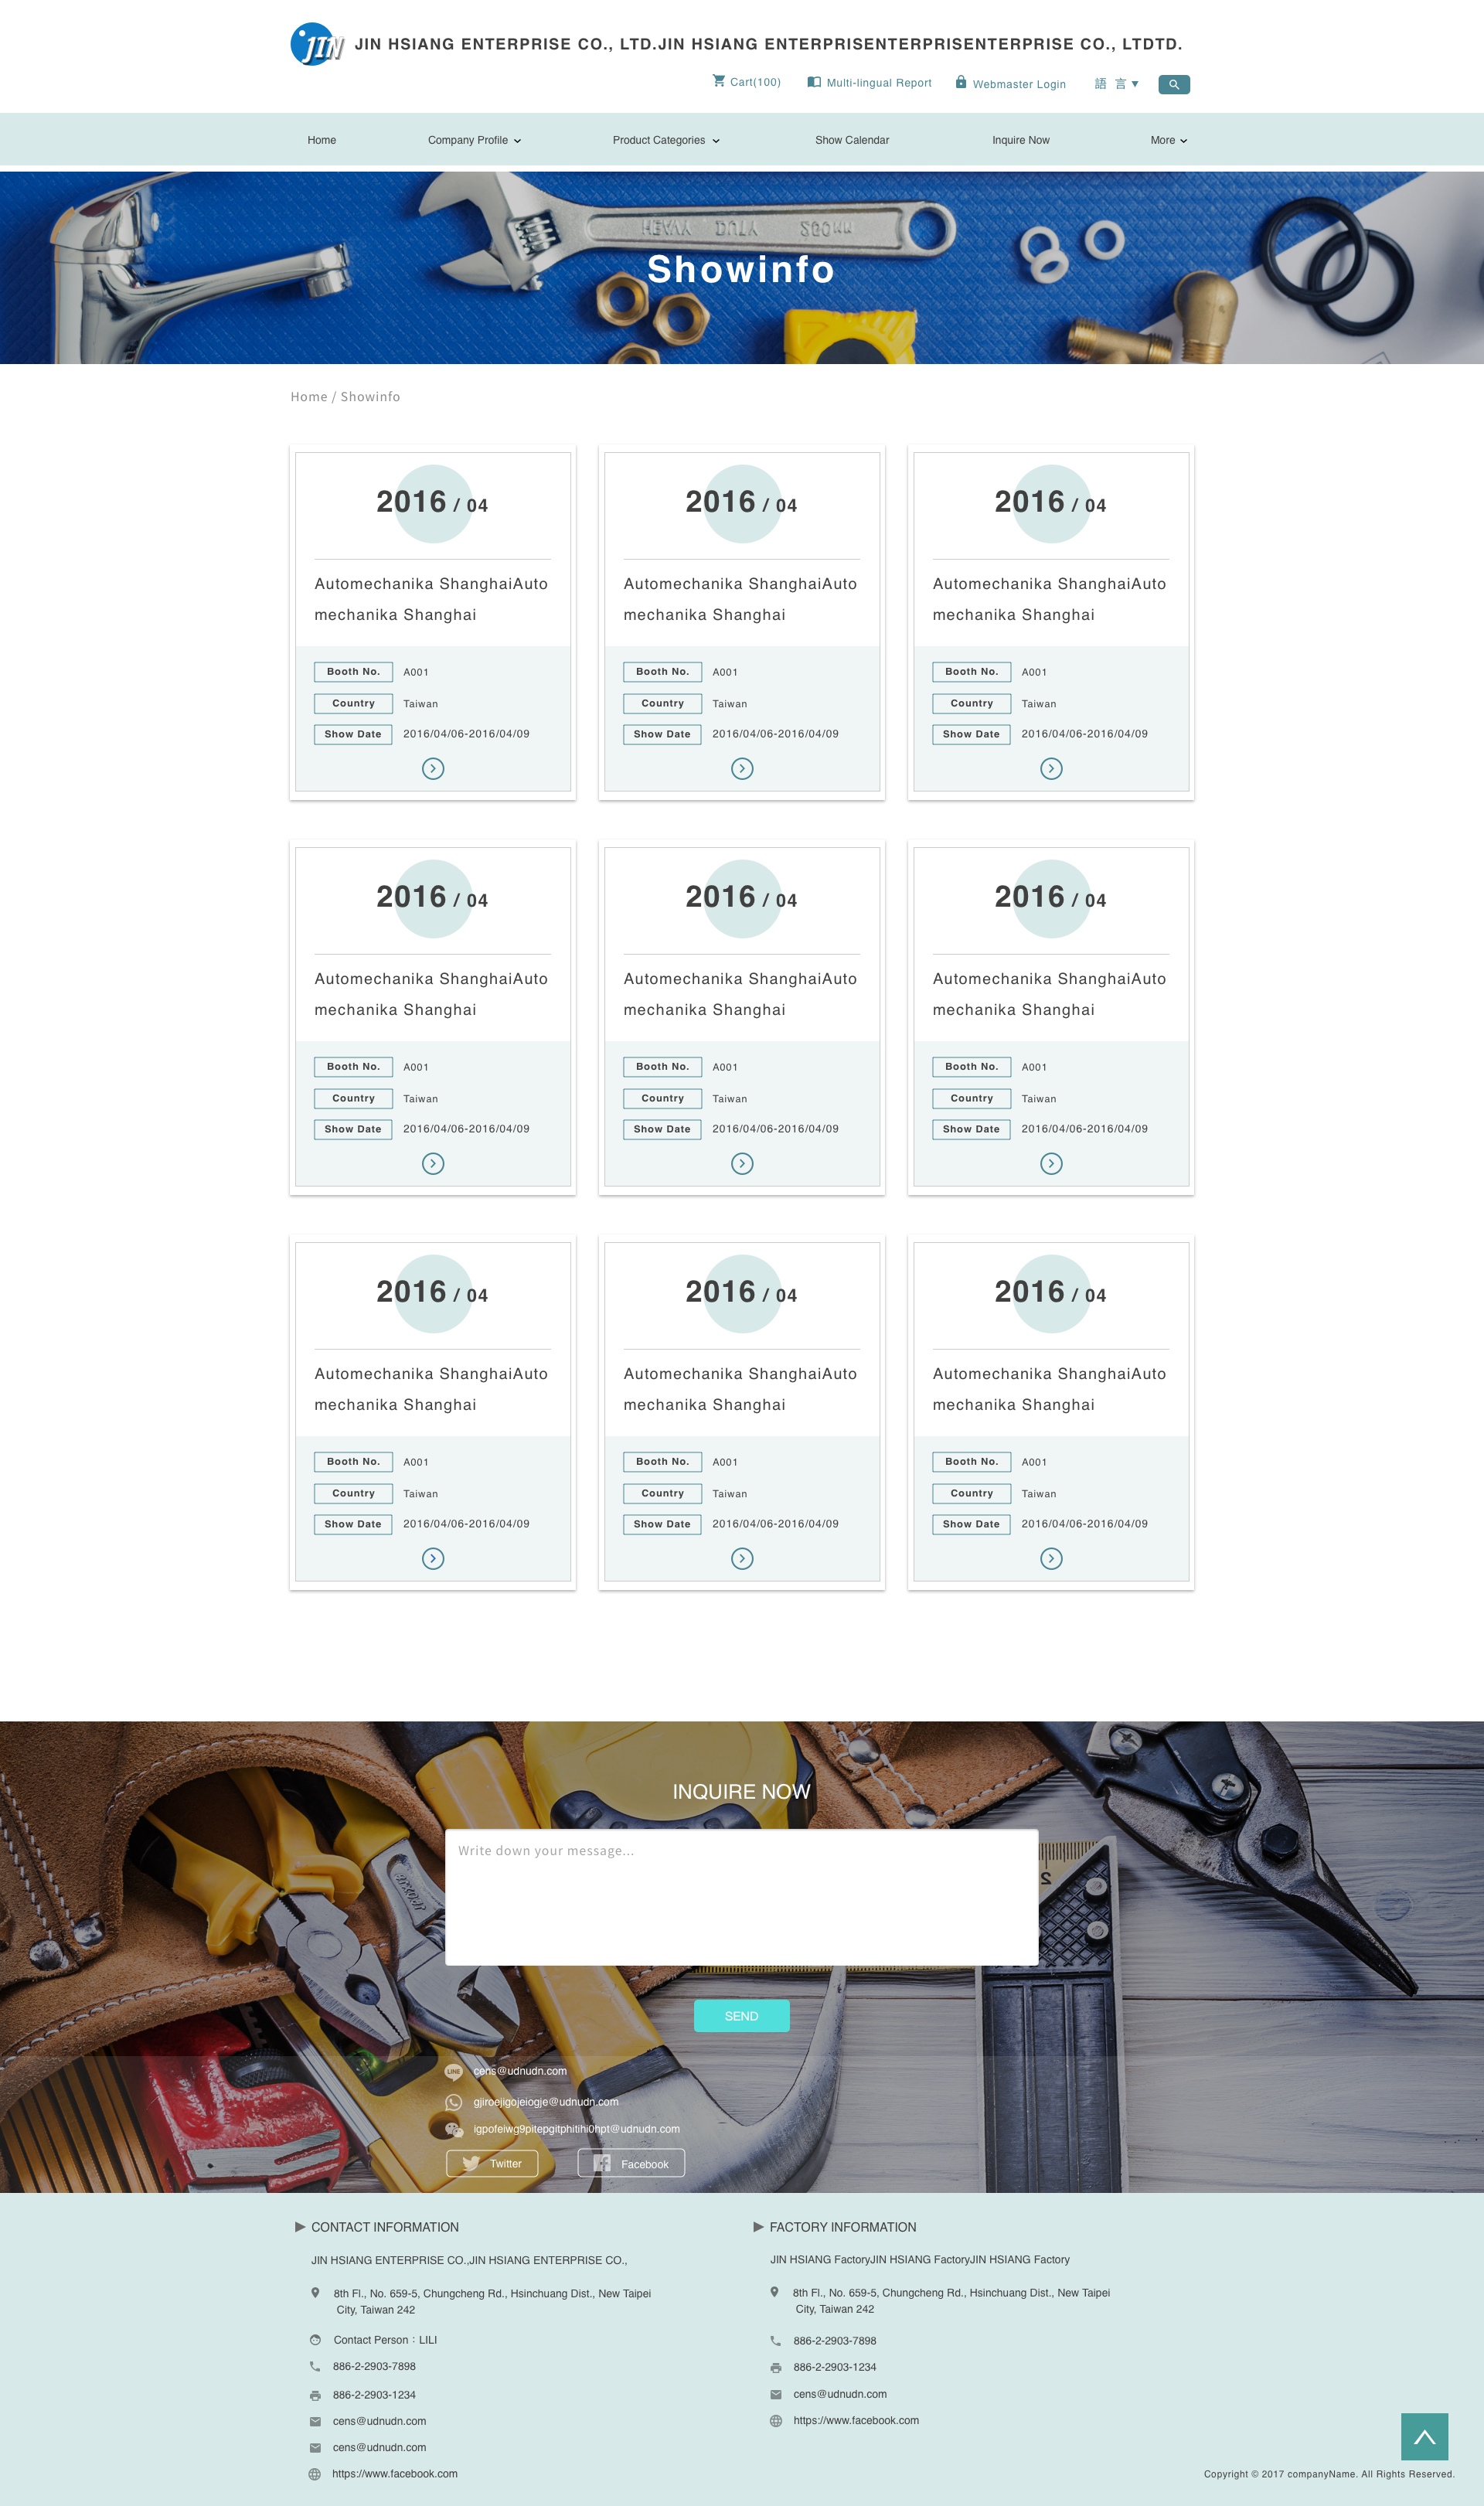 JIN JIN HSIANG ENTERPRISE CO., LTD.JIN HSIANG ENTERPRISENTERPRISENTERPRISE CO., LTDTD.
Cart(100) Multi-lingual Report Webmaster Login 語 言 ▼
Home Company Profile Product Categories Show Calendar Inquire Now More
HEAVY DUTY 300mm
Showinfo
Home / Showinfo
2016 / 04 2016 / 04 2016 / 04
Automechanika ShanghaiAuto Automechanika ShanghaiAuto Automechanika ShanghaiAuto
mechanika Shanghai mechanika Shanghai mechanika Shanghai
Booth No. A001 Booth No. A001 Booth No. A001
Country Taiwan Country Taiwan Country Taiwan
Show Date 2016/04/06-2016/04/09 Show Date 2016/04/06-2016/04/09 Show Date 2016/04/06-2016/04/09
2016 / 04 2016 / 04 2016 / 04
Automechanika ShanghaiAuto Automechanika ShanghaiAuto Automechanika ShanghaiAuto
mechanika Shanghai mechanika Shanghai mechanika Shanghai
Booth No. A001 Booth No. A001 Booth No. A001
Country Taiwan Country Taiwan Country Taiwan
Show Date 2016/04/06-2016/04/09 Show Date 2016/04/06-2016/04/09 Show Date 2016/04/06-2016/04/09
2016 / 04 2016 / 04 2016 / 04
Automechanika ShanghaiAuto Automechanika ShanghaiAuto Automechanika ShanghaiAuto
mechanika Shanghai mechanika Shanghai mechanika Shanghai
Booth No. A001 Booth No. A001 Booth No. A001
Country Taiwan Country Taiwan Country Taiwan
Show Date 2016/04/06-2016/04/09 Show Date 2016/04/06-2016/04/09 Show Date 2016/04/06-2016/04/09
INQUIRE NOW
Write down your message...
2
SEND
LINE cens@udnudn.com
gjiroejigojeiogje@udnudn.com
igpofeiwg9pitepgitphitihi0hpt@udnudn.com
Twitter Facebook
CONTACT INFORMATION
JIN HSIANG ENTERPRISE CO.,JIN HSIANG ENTERPRISE CO.,
8th Fl., No. 659-5, Chungcheng Rd., Hsinchuang Dist., New Taipei
City, Taiwan 242
Contact Person：LILI
886-2-2903-7898
886-2-2903-1234
cens@udnudn.com
cens@udnudn.com
https://www.facebook.com
FACTORY INFORMATION
JIN HSIANG FactoryJIN HSIANG FactoryJIN HSIANG Factory
8th Fl., No. 659-5, Chungcheng Rd., Hsinchuang Dist., New Taipei
City, Taiwan 242
886-2-2903-7898
886-2-2903-1234
cens@udnudn.com
https://www.facebook.com
Copyright © 2017 companyName. All Rights Reserved.